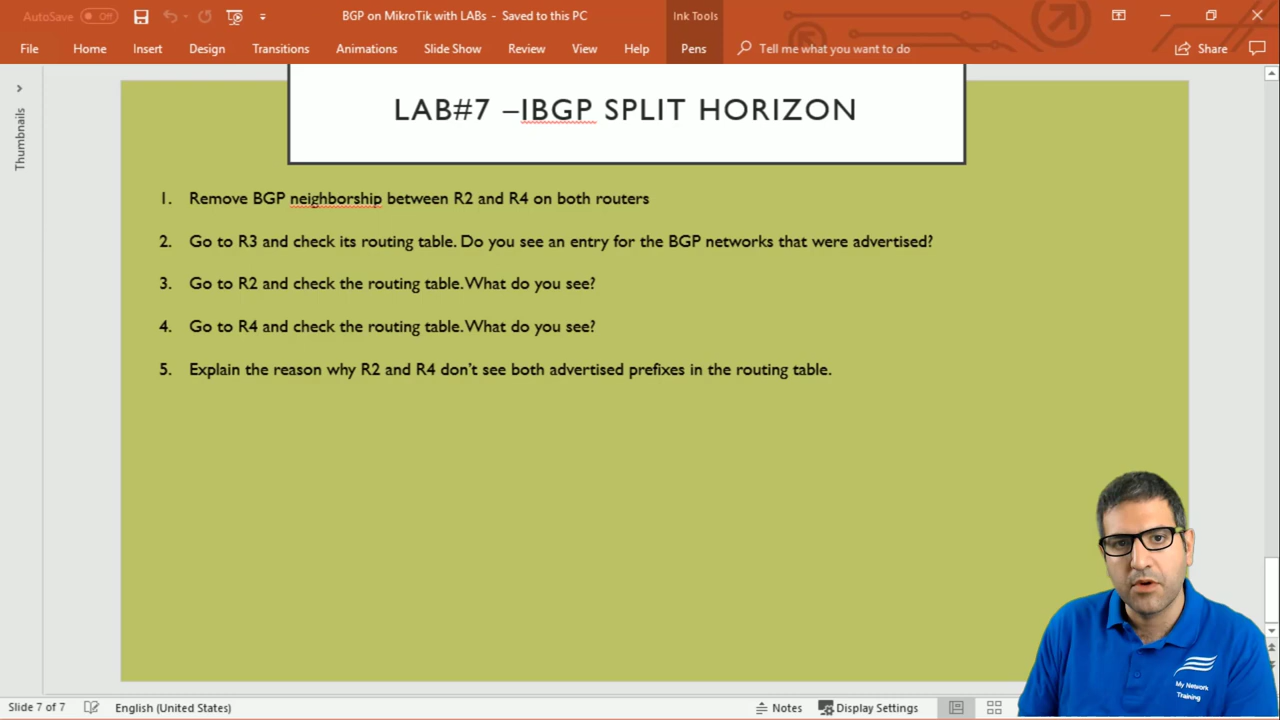 AutoSave Off
BGP on MikroTik with LABs - Saved to this PC
Ink Tools
File Home Insert Design Transitions Animations Slide Show Review View Help Pens Tell me what you want to do Share
Thumbnails
LAB#7 –IBGP SPLIT HORIZON
1. Remove BGP neighborship between R2 and R4 on both routers
2. Go to R3 and check its routing table. Do you see an entry for the BGP networks that were advertised?
3. Go to R2 and check the routing table. What do you see?
4. Go to R4 and check the routing table. What do you see?
5. Explain the reason why R2 and R4 don't see both advertised prefixes in the routing table.
My Network
Training
Slide 7 of 7 English (United States) Notes Display Settings